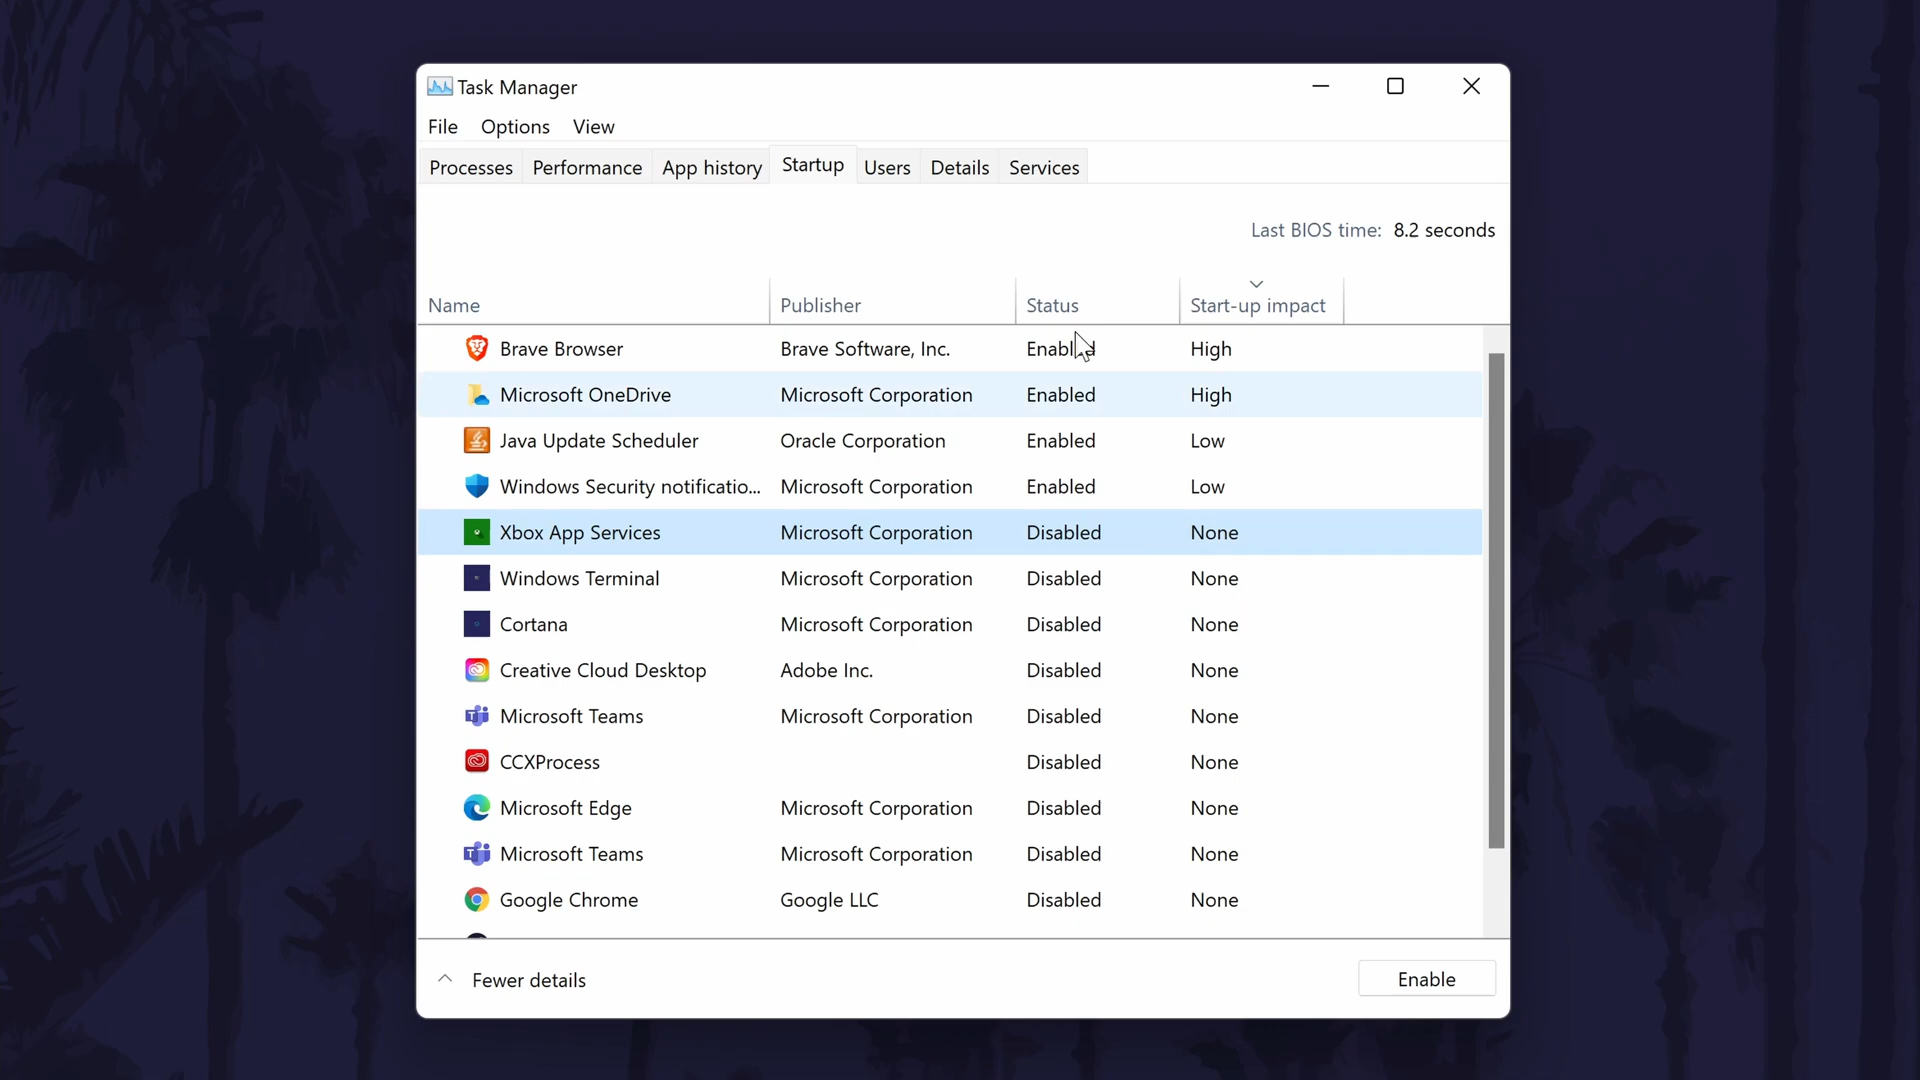 Task Manager
File Options View
Processes Performance App history Startup Users Details Services
Last BIOS time: 8.2 seconds
Name Publisher Status Start-up impact
Brave Browser Brave Software, Inc. Enabled High
Microsoft OneDrive Microsoft Corporation Enabled High
Java Update Scheduler Oracle Corporation Enabled Low
Windows Security notificatio... Microsoft Corporation Enabled Low
Xbox App Services Microsoft Corporation Disabled None
Windows Terminal Microsoft Corporation Disabled None
Cortana Microsoft Corporation Disabled None
Creative Cloud Desktop Adobe Inc. Disabled None
Microsoft Teams Microsoft Corporation Disabled None
CCXProcess Disabled None
Microsoft Edge Microsoft Corporation Disabled None
Microsoft Teams Microsoft Corporation Disabled None
Google Chrome Google LLC Disabled None
Fewer details Enable